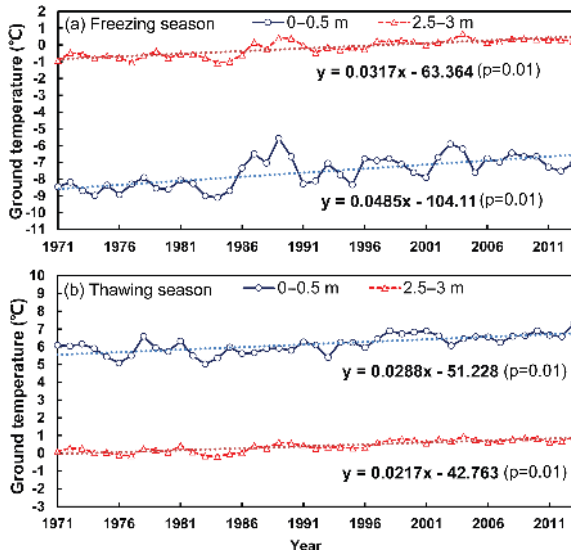 (a) Freezing season
0–0.5 m
2.5–3 m
Ground temperature (℃)
2
1
0
-1
-2
-3
-4
-5
-6
-7
-8
-9
-10
-11
y = 0.0317x - 63.364 (p=0.01)
y = 0.0485x - 104.11 (p=0.01)
1971 1976 1981 1986 1991 1996 2001 2006 2011
(b) Thawing season
0–0.5 m
2.5–3 m
Ground temperature (℃)
10
9
8
7
6
5
4
3
2
1
0
-1
-2
-3
y = 0.0288x - 51.228 (p=0.01)
y = 0.0217x - 42.763 (p=0.01)
1971 1976 1981 1986 1991 1996 2001 2006 2011
Year